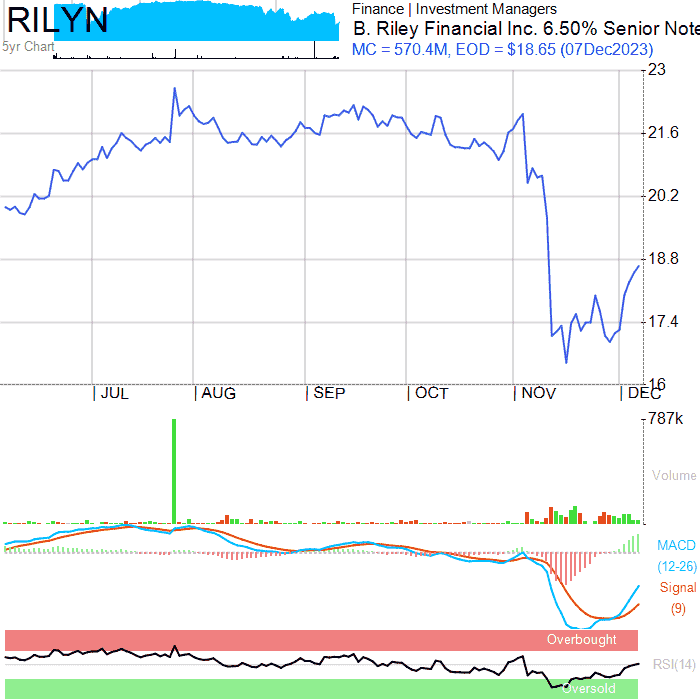 RILYN
5yr Chart
Finance | Investment Managers
B. Riley Financial Inc. 6.50% Senior Note
MC = 570.4M, EOD = $18.65 (07Dec2023)
23
21.6
20.2
18.8
17.4
16
JUL AUG SEP OCT NOV DEC
787k
Volume
MACD
(12-26)
Signal
(9)
Overbought
RSI(14)
Oversold